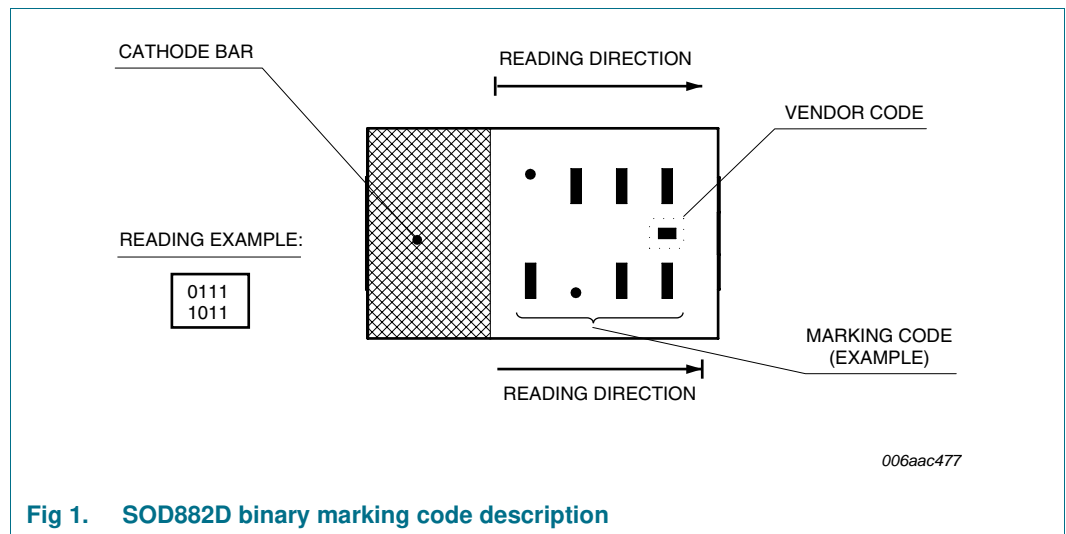 CATHODE BAR
READING DIRECTION
VENDOR CODE
READING EXAMPLE:
0111
1011
MARKING CODE
(EXAMPLE)
READING DIRECTION
006aac477
Fig 1. SOD882D binary marking code description